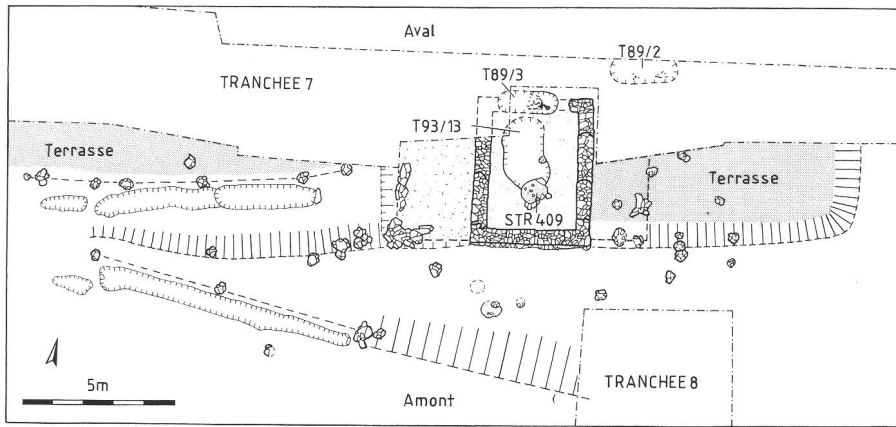 Aval
T89/2
T89/3
TRANCHEE 7
T93/13
Terrasse
Terrasse
STR 409
5m
TRANCHEE 8
Amont